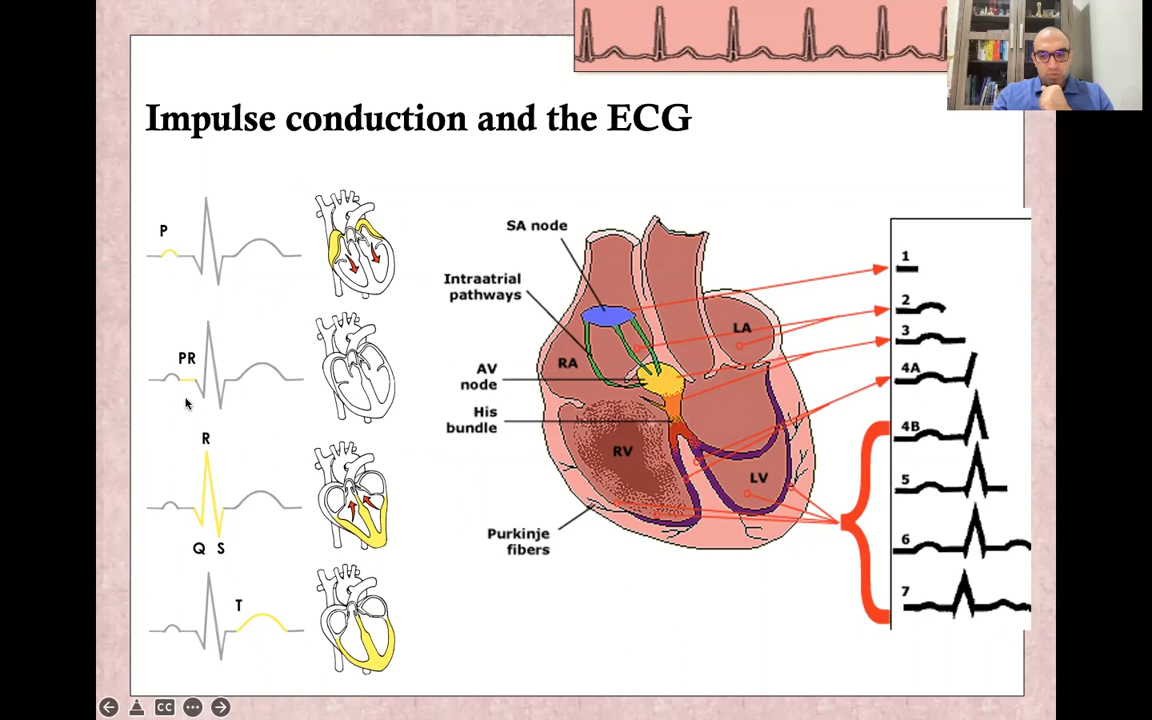 Impulse conduction and the ECG
P
PR
R
Q S
T
SA node
Intraatrial
pathways
AV
node
His
bundle
Purkinje
fibers
RA
LA
RV
LV
1
2
3
4A
4B
5
6
7
CC